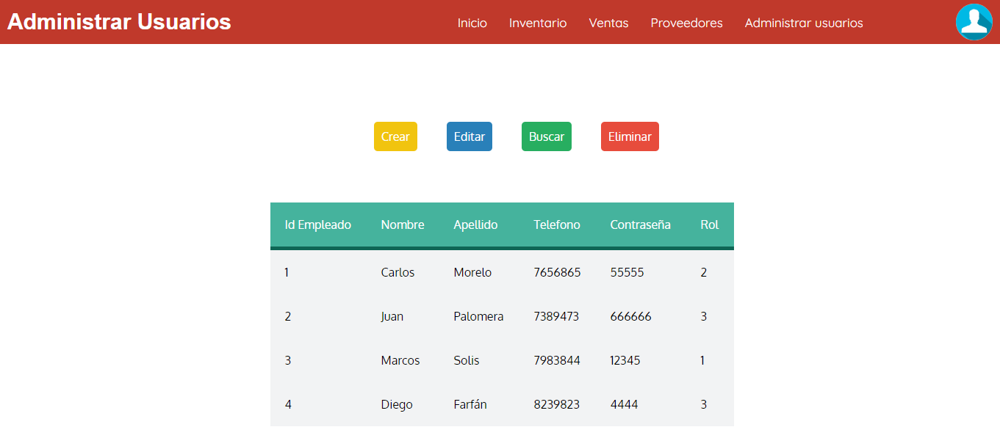 Administrar Usuarios Inicio Inventario Ventas Proveedores Administrar usuarios
Crear Editar Buscar Eliminar
Id Empleado Nombre Apellido Telefono Contraseña Rol
1 Carlos Morelo 7656865 55555 2
2 Juan Palomera 7389473 666666 3
3 Marcos Solis 7983844 12345 1
4 Diego Farfán 8239823 4444 3